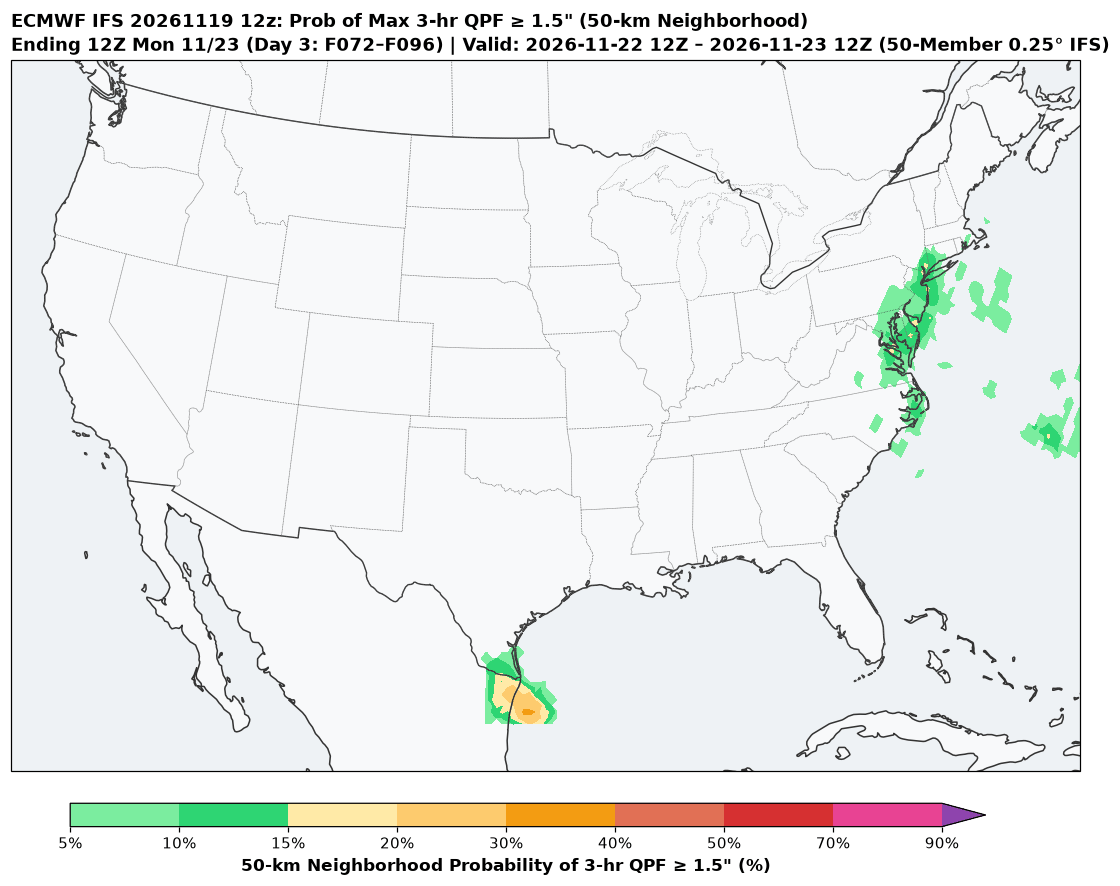 ECMWF IFS 20261119 12z: Prob of Max 3-hr QPF ≥ 1.5" (50-km Neighborhood)
Ending 12Z Mon 11/23 (Day 3: F072–F096) | Valid: 2026-11-22 12Z – 2026-11-23 12Z (50-Member 0.25° IFS)
5% 10% 15% 20% 30% 40% 50% 70% 90%
50-km Neighborhood Probability of 3-hr QPF ≥ 1.5" (%)